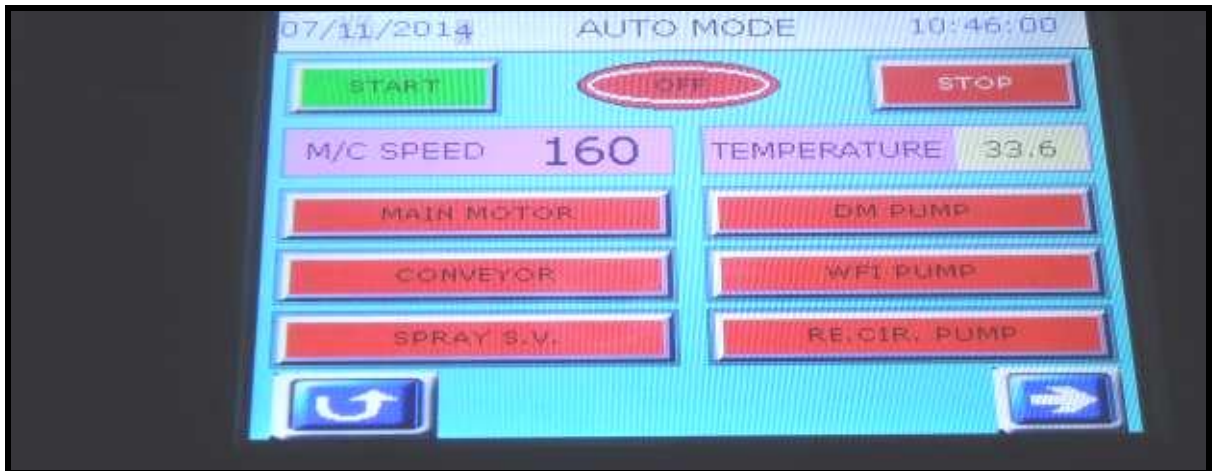 07/11/2014 AUTO MODE 10:46:00
START OFF STOP
M/C SPEED 160 TEMPERATURE 33.6
MAIN MOTOR DM PUMP
CONVEYOR WFI PUMP
SPRAY S.V. RE.CIR. PUMP